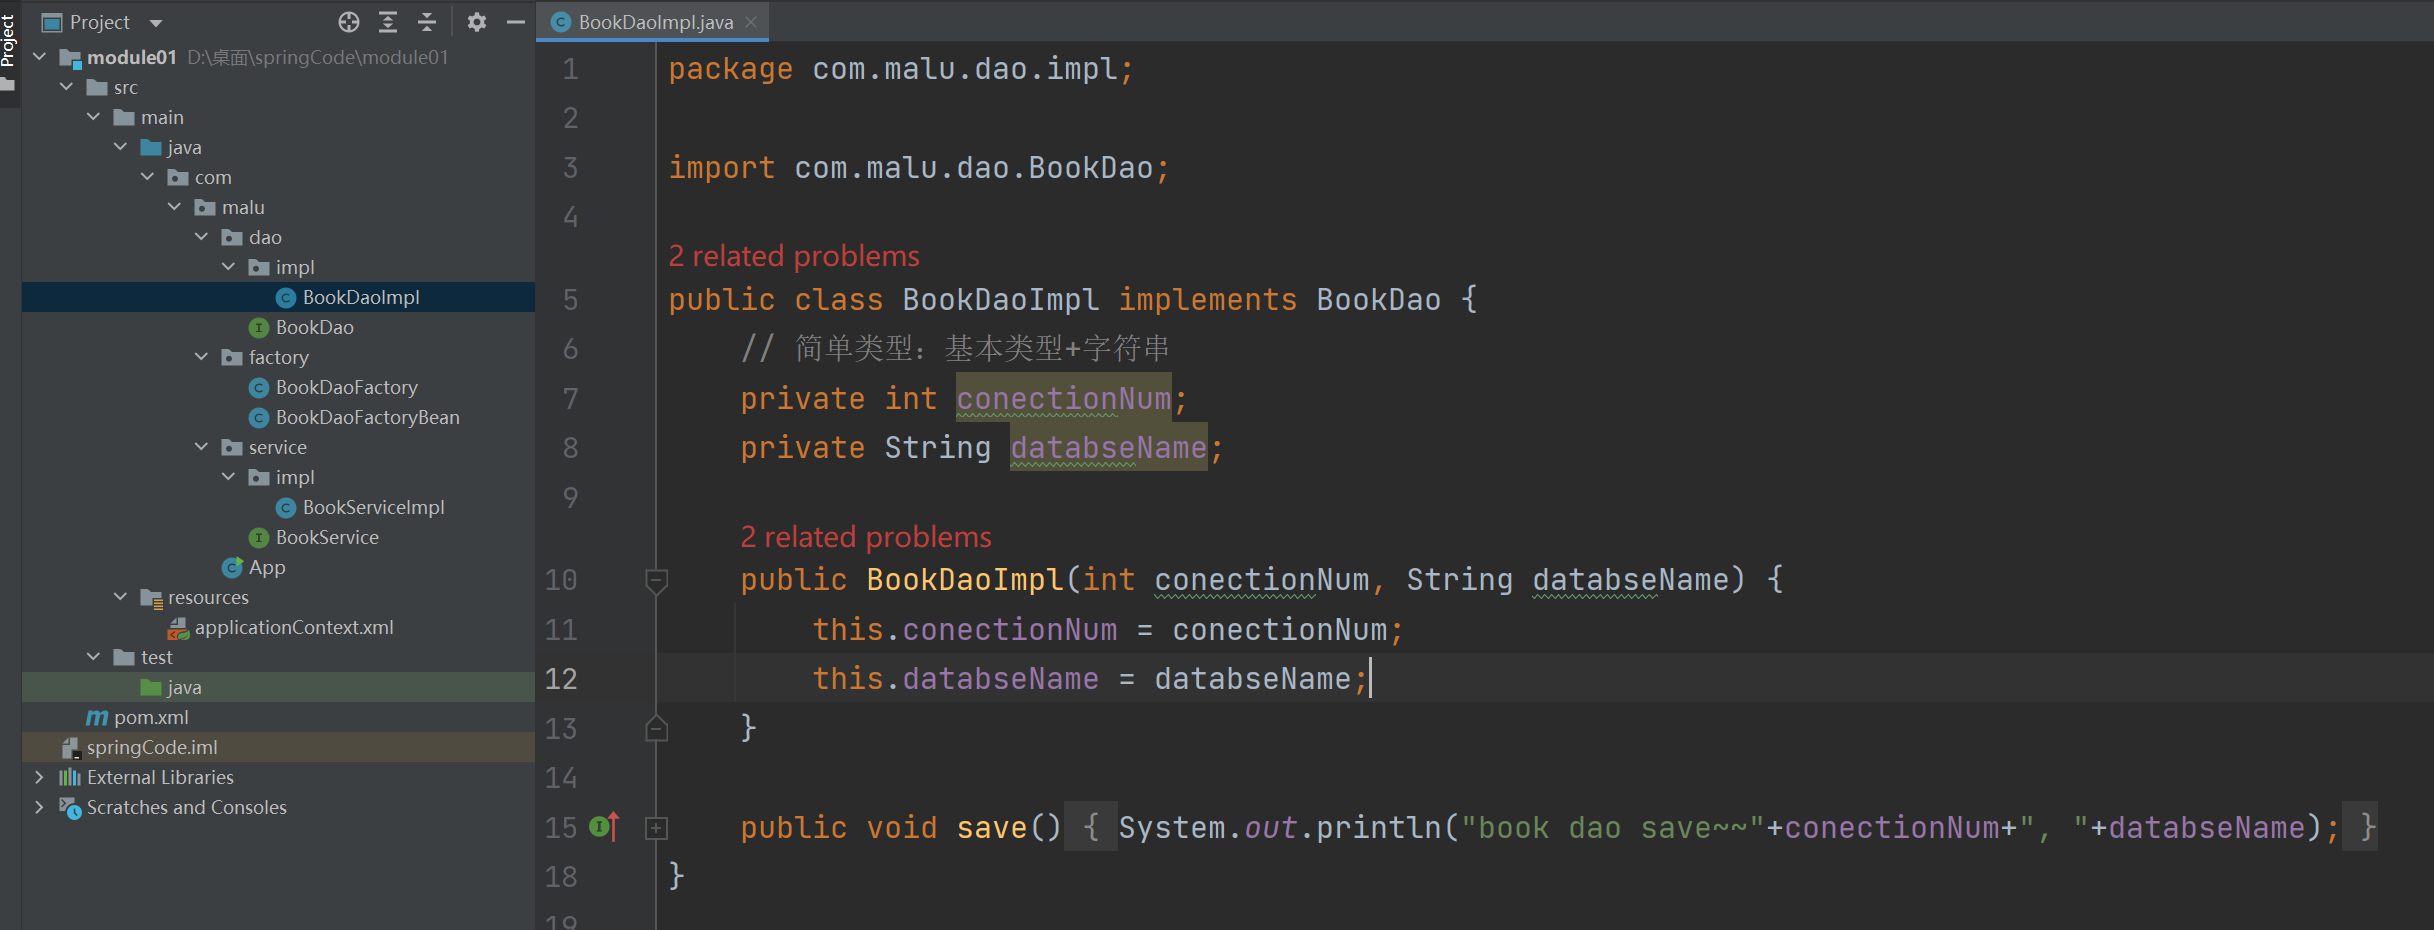 Project
Project
module01 D:\桌面\springCode\module01
src
main
java
com
malu
dao
impl
BookDaoImpl
BookDao
factory
BookDaoFactory
BookDaoFactoryBean
service
impl
BookServiceImpl
BookService
App
resources
applicationContext.xml
test
java
pom.xml
springCode.iml
External Libraries
Scratches and Consoles
BookDaoImpl.java
1 package com.malu.dao.impl;
2
3 import com.malu.dao.BookDao;
4
2 related problems
5 public class BookDaoImpl implements BookDao {
6 // 简单类型：基本类型+字符串
7 private int conectionNum;
8 private String databseName;
9
2 related problems
10 public BookDaoImpl(int conectionNum, String databseName) {
11 this.conectionNum = conectionNum;
12 this.databseName = databseName;
13 }
14
15 public void save() { System.out.println("book dao save~~"+conectionNum+", "+databseName); }
18 }
19